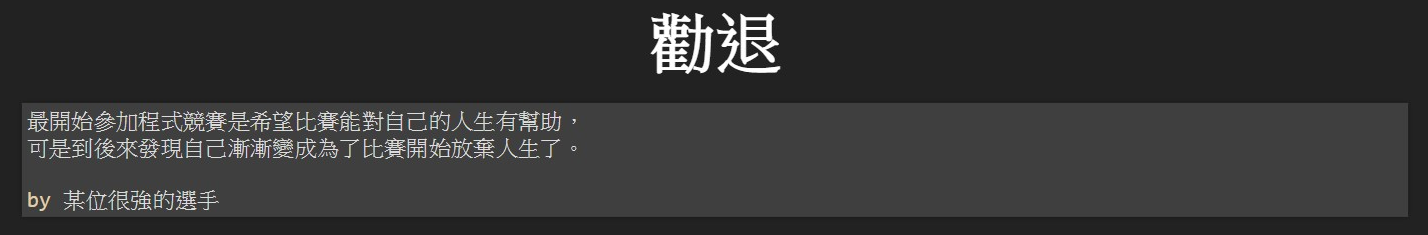 勸退
最開始參加程式競賽是希望比賽能對自己的人生有幫助，
可是到後來發現自己漸漸變成為了比賽開始放棄人生了。
by 某位很強的選手